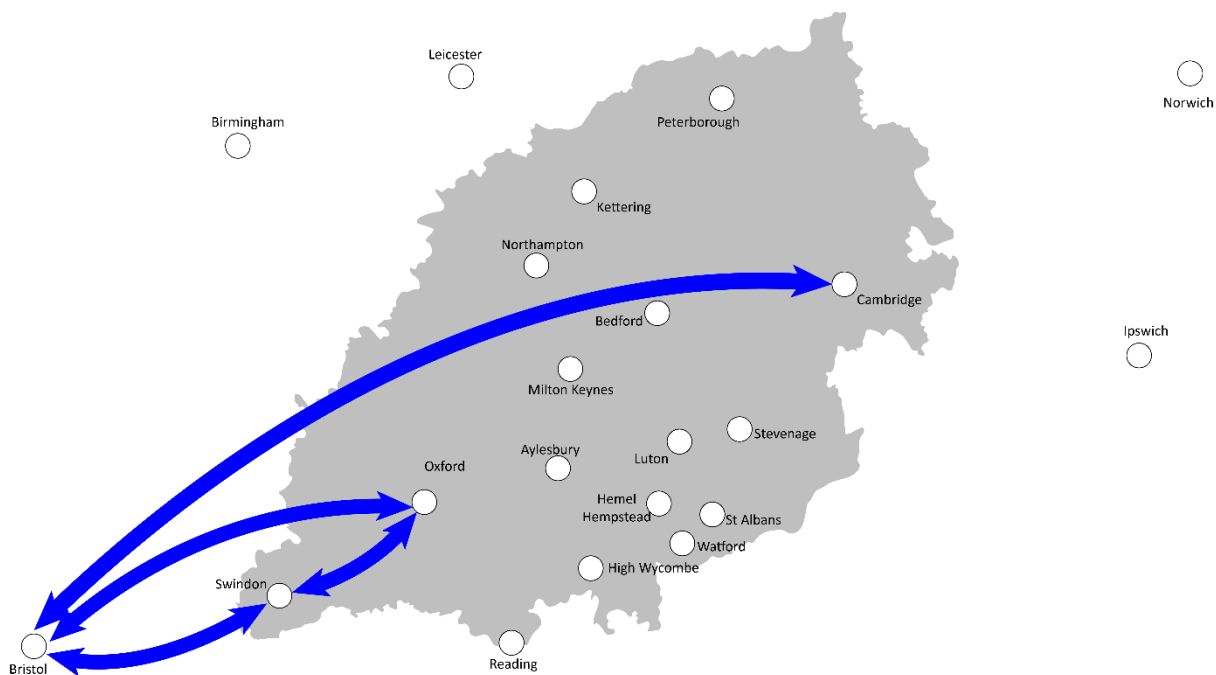 Leicester
Norwich
Birmingham
Peterborough
Kettering
Northampton
Cambridge
Bedford
Ipswich
Milton Keynes
Stevenage
Aylesbury
Luton
Oxford
Hemel
Hempstead
St Albans
Watford
High Wycombe
Swindon
Reading
Bristol